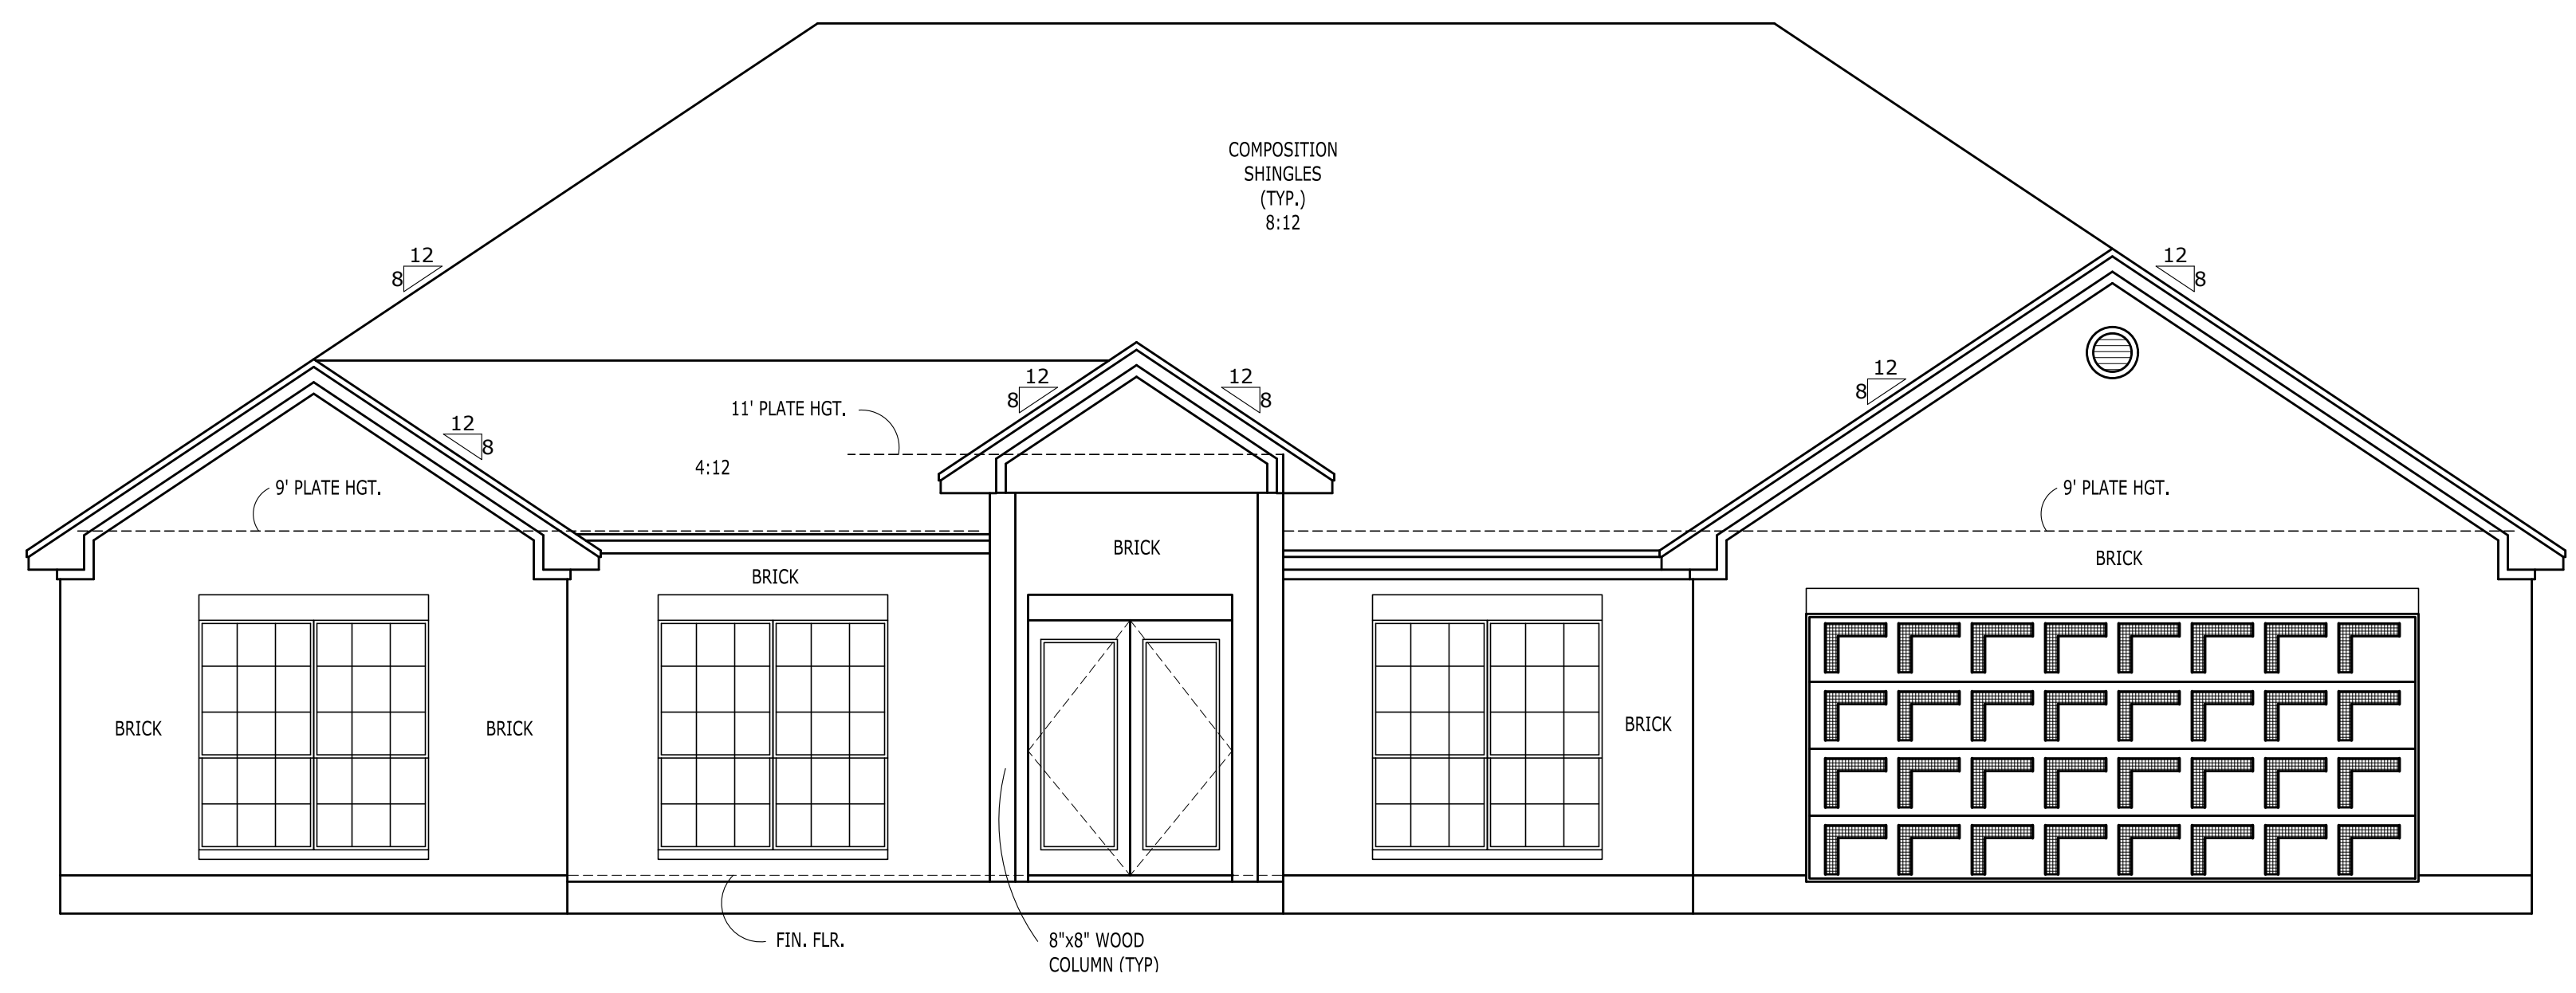 COMPOSITION
SHINGLES
(TYP.)
8:12
12
8
12
8
12
8
12
8
12
8
12
8
11' PLATE HGT.
4:12
9' PLATE HGT.
9' PLATE HGT.
BRICK
BRICK
BRICK
BRICK
BRICK
BRICK
FIN. FLR.
8"x8" WOOD
COLUMN (TYP)